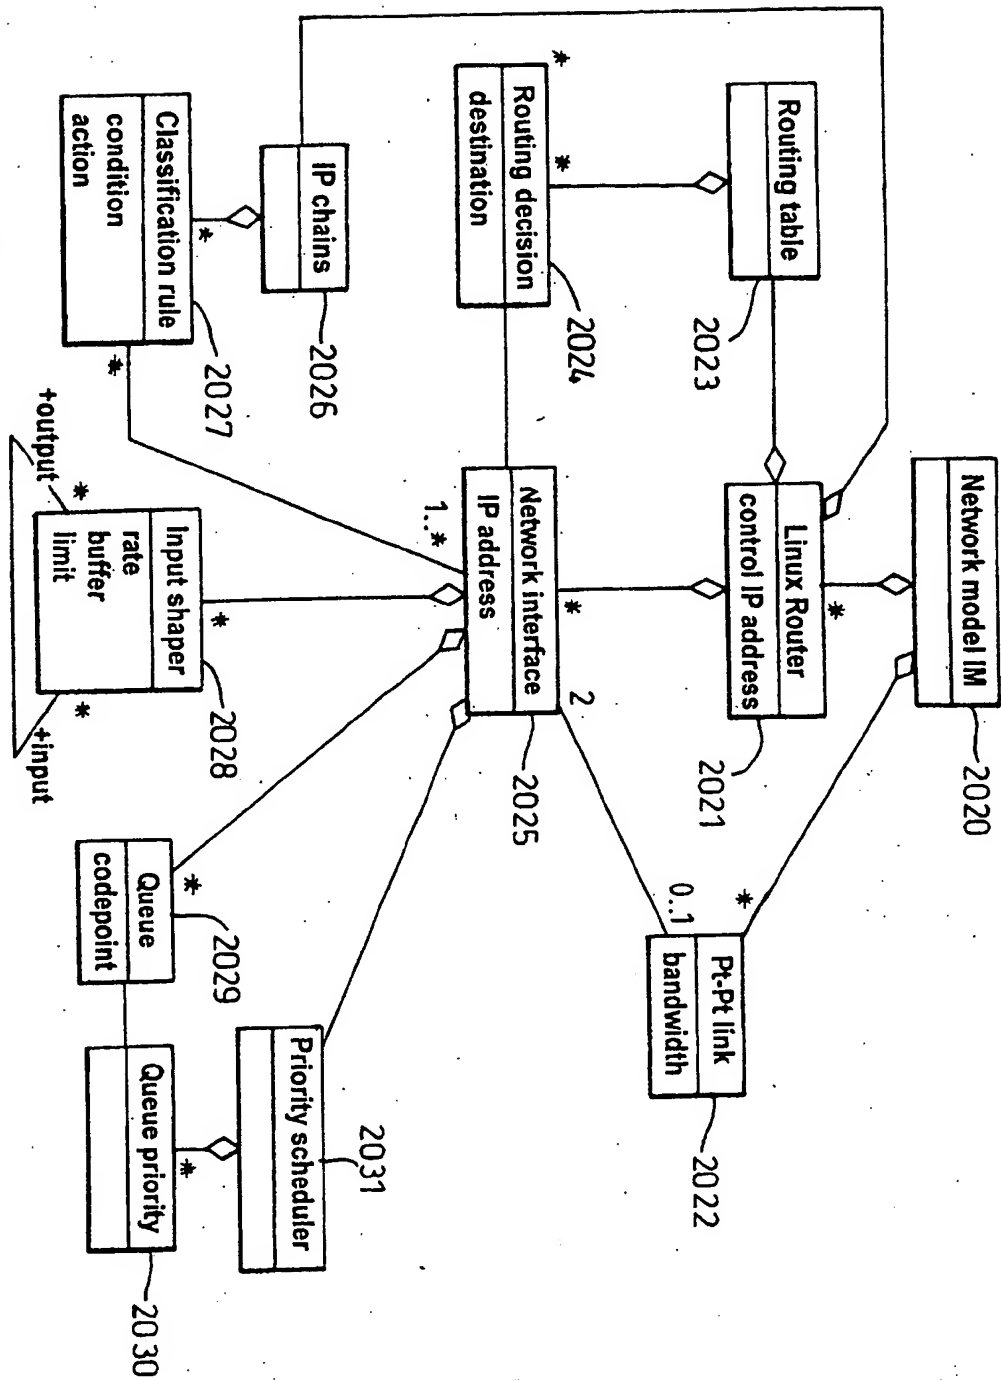 Network model IM
2020
*
*
Linux Router
control IP address
2021
Pt-Pt link
bandwidth
2022
0..1
Routing table
2023
*
*
Routing decision
destination
2024
*
2
Network interface
IP address
2025
1..*
IP chains
2026
*
Classification rule
condition
action
2027
*
*
Input shaper
rate
buffer
limit
2028
*
+output
*
+input
*
Queue
codepoint
2029
Priority scheduler
2031
*
Queue priority
2030